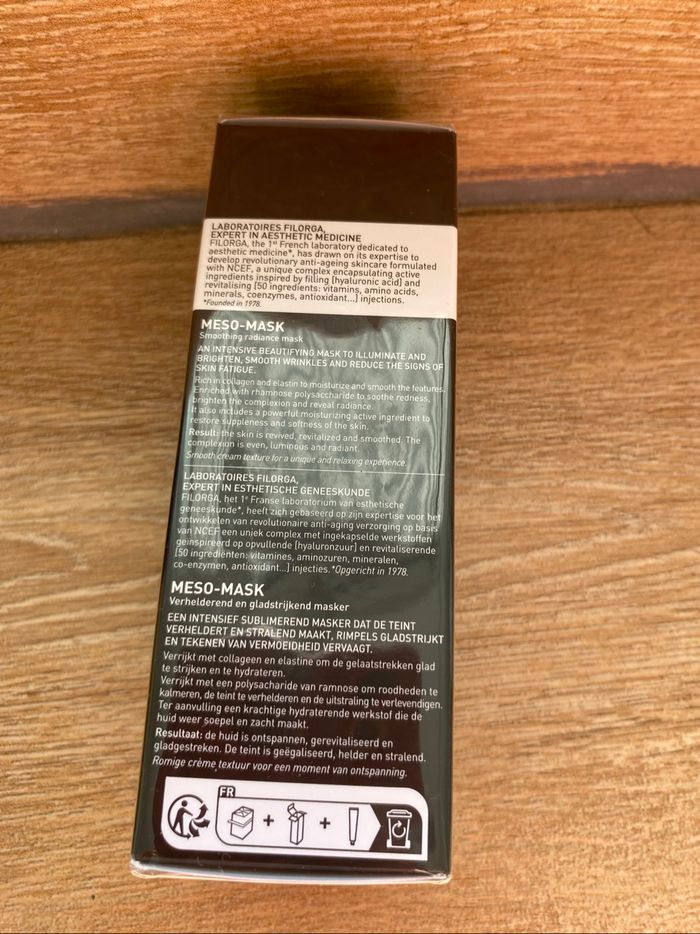 LABORATOIRES FILORGA,
EXPERT IN AESTHETIC MEDICINE
FILORGA, the 1st French laboratory dedicated to
aesthetic medicine*, has drawn on its expertise to
develop revolutionary anti-ageing skincare formulated
with NCEF, a unique complex encapsulating active
ingredients inspired by filling [hyaluronic acid] and
revitalising [50 ingredients: vitamins, amino acids,
minerals, coenzymes, antioxidant...] injections.
*Founded in 1978.
MESO-MASK
Smoothing radiance mask
AN INTENSIVE BEAUTIFYING MASK TO ILLUMINATE AND
BRIGHTEN, SMOOTH WRINKLES AND REDUCE THE SIGNS OF
SKIN FATIGUE.
Rich in collagen and elastin to moisturize and smooth the features.
Enriched with rhamnose polysaccharide to soothe redness,
brighten the complexion and reveal radiance.
It also includes a powerful moisturizing active ingredient to
restore suppleness and softness of the skin.
Result: the skin is revived, revitalized and smoothed. The
complexion is even, luminous and radiant.
Smooth cream texture for a unique and relaxing experience.
LABORATOIRES FILORGA,
EXPERT IN ESTHETISCHE GENEESKUNDE
FILORGA, het 1e Franse laboratorium van esthetische
geneeskunde*, heeft zich gebaseerd op zijn expertise voor het
ontwikkelen van revolutionaire anti-aging verzorging op basis
van NCEF een uniek complex met ingekapselde werkstoffen
geïnspireerd op opvullende [hyaluronzuur] en revitaliserende
[50 ingrediënten: vitamines, aminozuren, mineralen,
co-enzymen, antioxidant...] injecties. *Opgericht in 1978.
MESO-MASK
Verhelderend en gladstrijkend masker
EEN INTENSIEF SUBLIMEREND MASKER DAT DE TEINT
VERHELDERT EN STRALEND MAAKT, RIMPELS GLADSTRIJKT
EN TEKENEN VAN VERMOEIDHEID VERVAAGT.
Verrijkt met collageen en elastine om de gelaatstrekken glad
te strijken en te hydrateren.
Verrijkt met een polysacharide van ramnose om roodheden te
kalmeren, de teint te verhelderen en de uitstraling te verlevendigen.
Ter aanvulling een krachtige hydraterende werkstof die de
huid weer soepel en zacht maakt.
Resultaat: de huid is ontspannen, gerevitaliseerd en
gladgestreken. De teint is geëgaliseerd, helder en stralend.
Romige crème textuur voor een moment van ontspanning.
FR
+ +